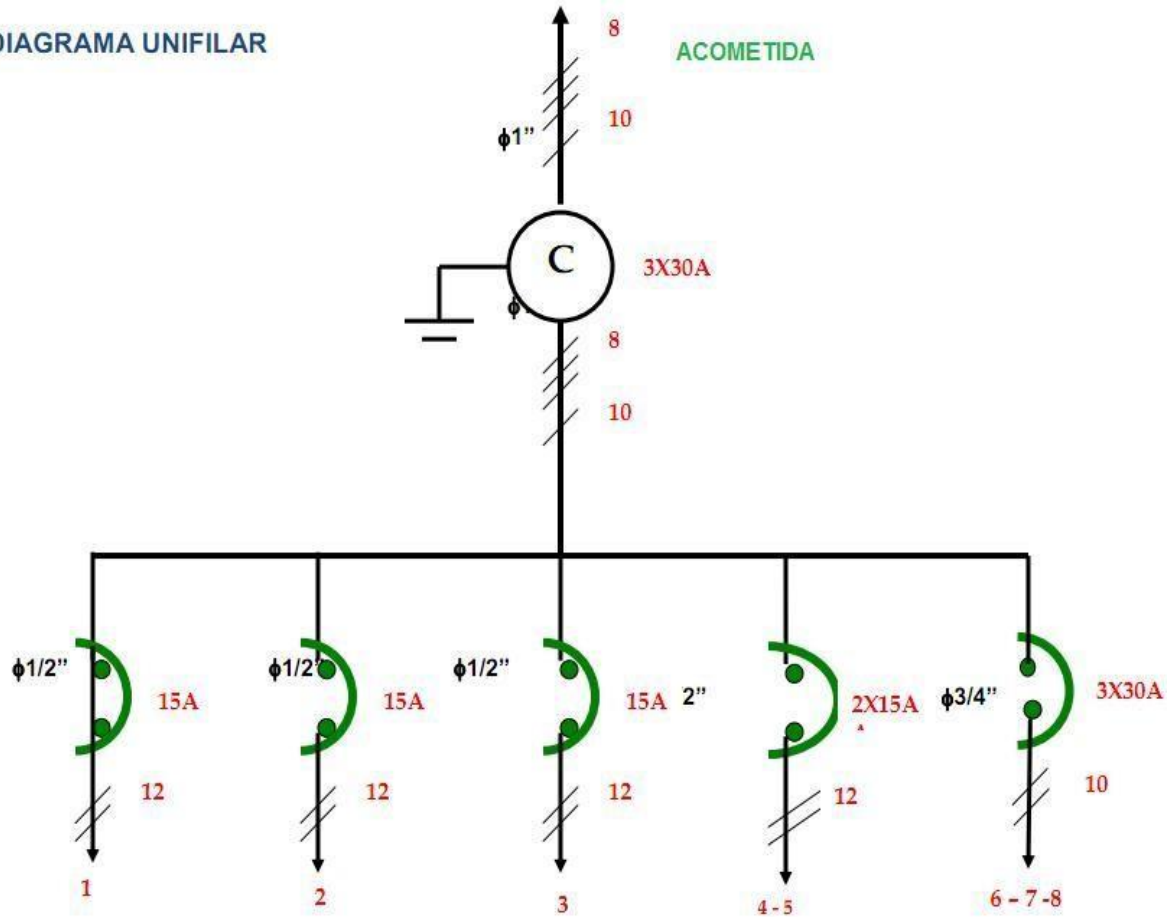 DIAGRAMA UNIFILAR
8
ACOMETIDA
10
ϕ1”
C
3X30A
ϕ
8
10
ϕ1/2”
15A
ϕ1/2”
15A
ϕ1/2”
15A
2”
2X15A
ϕ3/4”
3X30A
12
12
12
12
10
1
2
3
4 - 5
6 - 7 -8